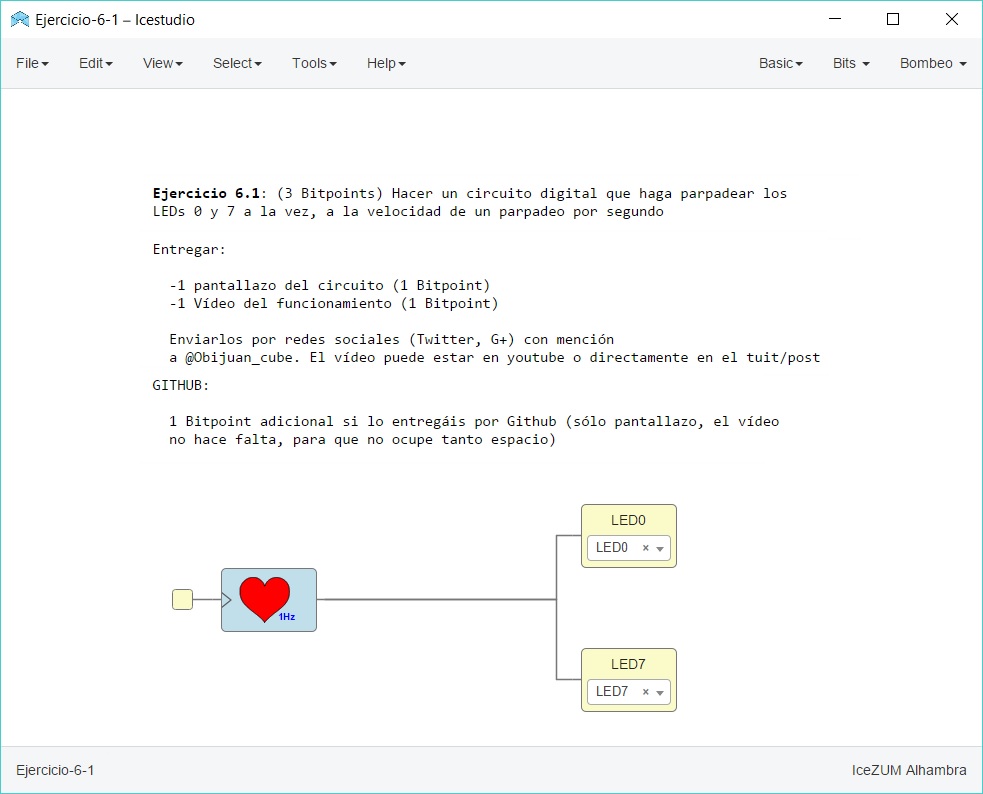 Ejercicio-6-1 – Icestudio
File Edit View Select Tools Help Basic Bits Bombeo
Ejercicio 6.1: (3 Bitpoints) Hacer un circuito digital que haga parpadear los
LEDs 0 y 7 a la vez, a la velocidad de un parpadeo por segundo
Entregar:
-1 pantallazo del circuito (1 Bitpoint)
-1 Vídeo del funcionamiento (1 Bitpoint)
Enviarlos por redes sociales (Twitter, G+) con mención
a @Obijuan_cube. El vídeo puede estar en youtube o directamente en el tuit/post
GITHUB:
1 Bitpoint adicional si lo entregáis por Github (sólo pantallazo, el vídeo
no hace falta, para que no ocupe tanto espacio)
LED0
LED0 ×
1Hz
LED7
LED7 ×
Ejercicio-6-1 IceZUM Alhambra